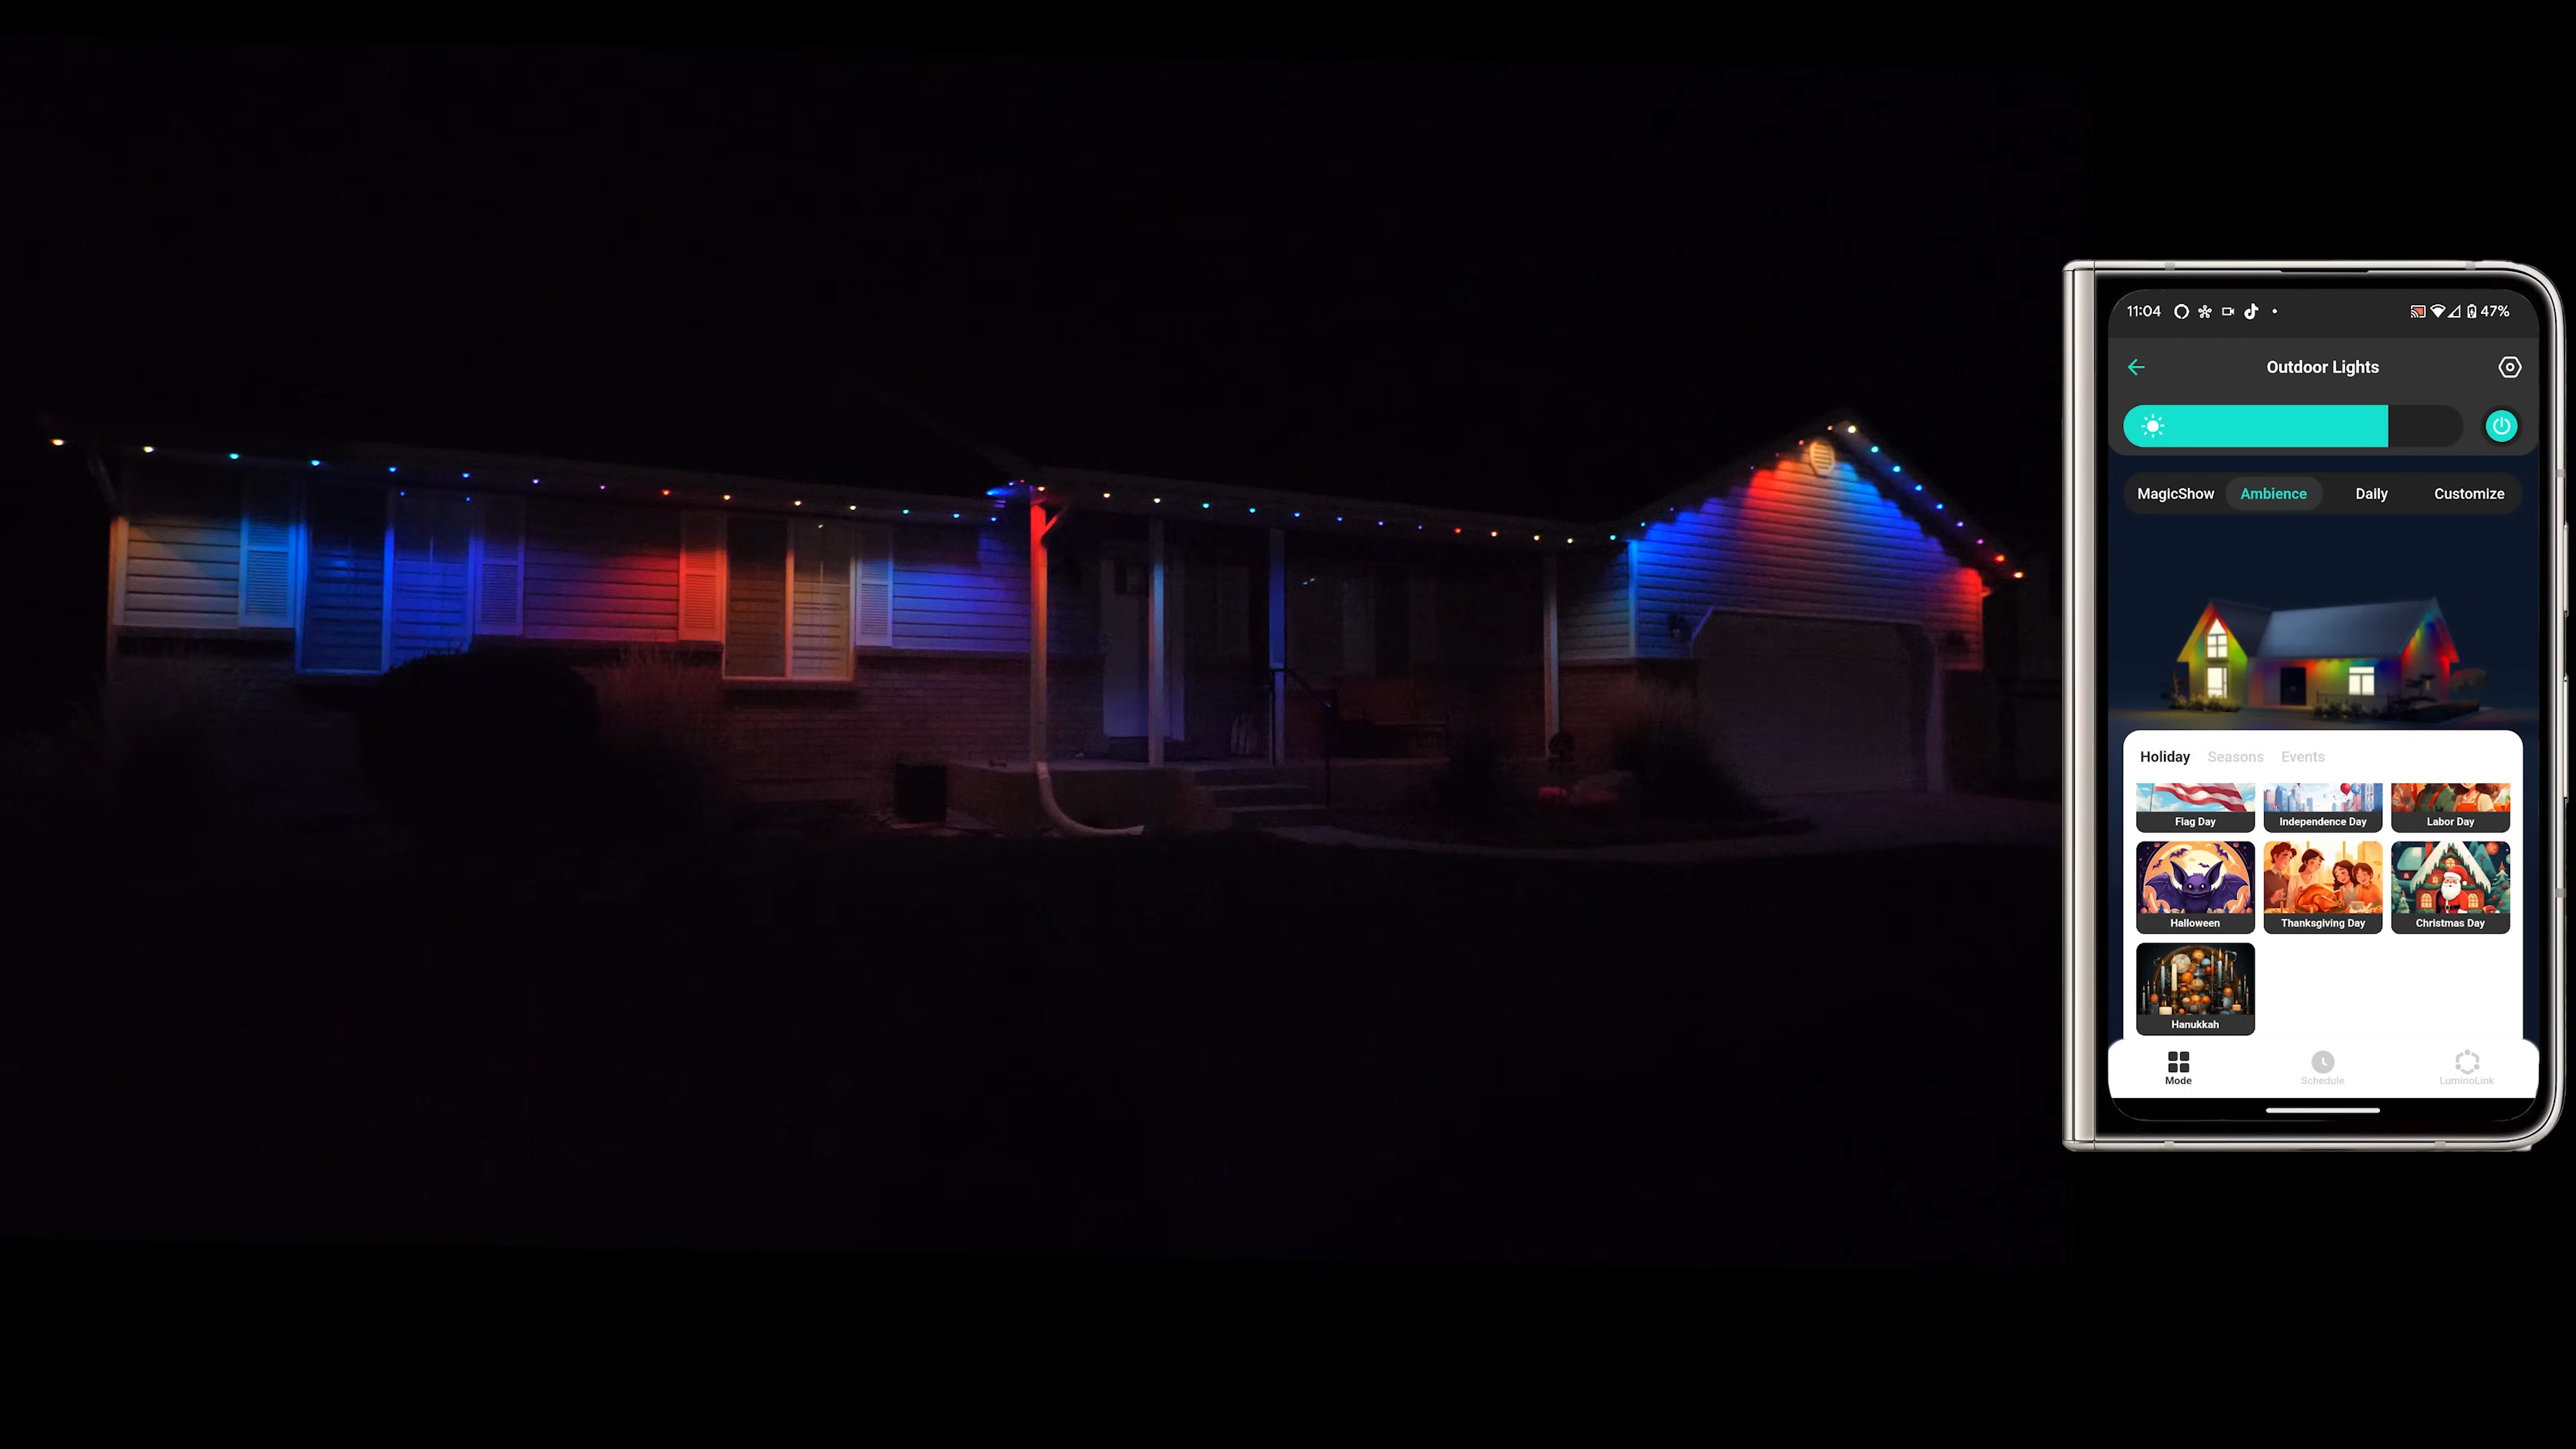 11:04 47%
Outdoor Lights
MagicShow Ambience Daily Customize
Holiday Seasons Events
Flag Day Independence Day Labor Day
Halloween Thanksgiving Day Christmas Day
Hanukkah
Mode Schedule LuminoLink